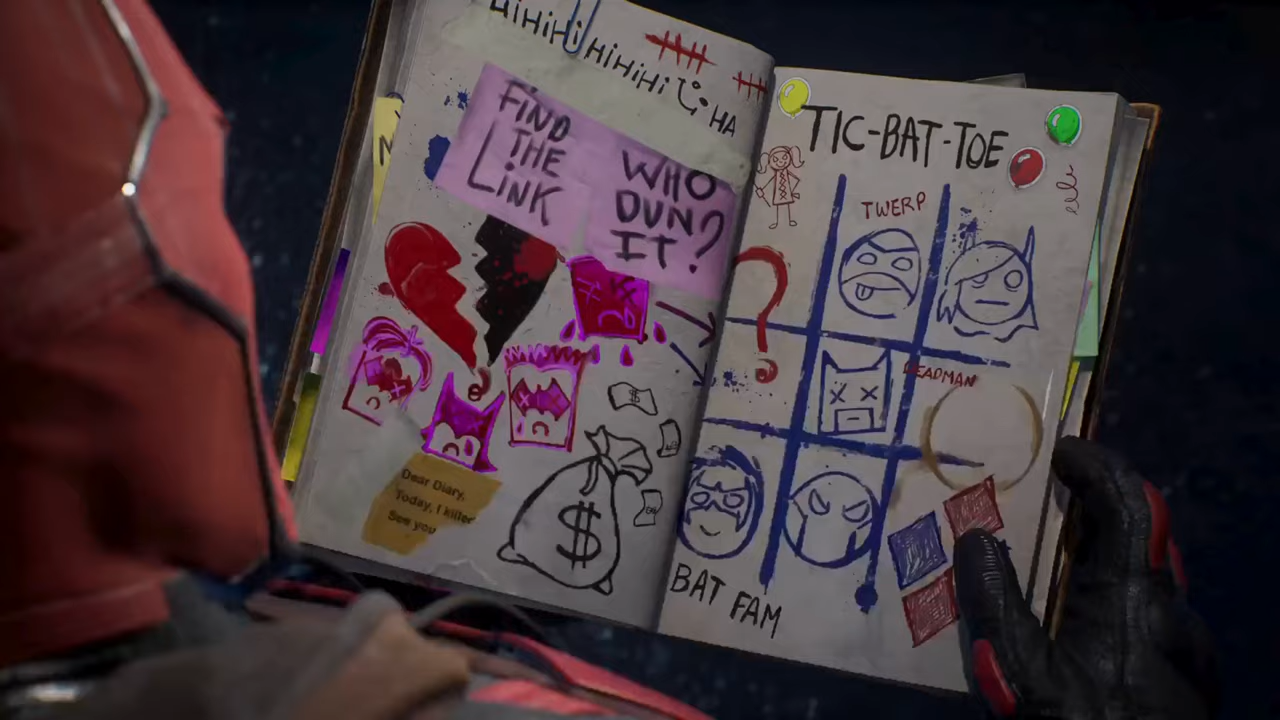 HiHiHiHiHiHiHi
HA
FiND
THE
LiNK
WHO
DUN
IT?
Dear Diary,
Today, I killed
See you
$
$
TIC-BAT-TOE
TWERP
?
DEADMAN
BAT FAM